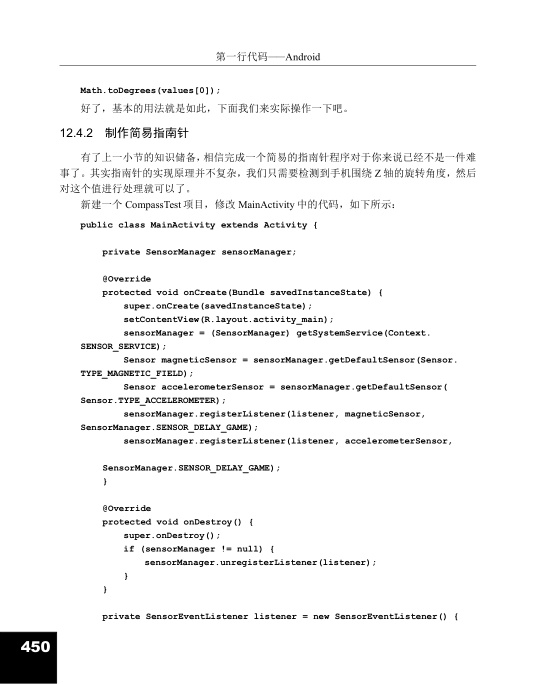 第一行代码——Android
Math.toDegrees(values[0]);
好了，基本的用法就是如此，下面我们来实际操作一下吧。
12.4.2 制作简易指南针
有了上一小节的知识储备，相信完成一个简易的指南针程序对于你来说已经不是一件难
事了。其实指南针的实现原理并不复杂，我们只需要检测到手机围绕 Z 轴的旋转角度，然后
对这个值进行处理就可以了。
新建一个 CompassTest 项目，修改 MainActivity 中的代码，如下所示：
public class MainActivity extends Activity {
private SensorManager sensorManager;
@Override
protected void onCreate(Bundle savedInstanceState) {
super.onCreate(savedInstanceState);
setContentView(R.layout.activity_main);
sensorManager = (SensorManager) getSystemService(Context.
SENSOR_SERVICE);
Sensor magneticSensor = sensorManager.getDefaultSensor(Sensor.
TYPE_MAGNETIC_FIELD);
Sensor accelerometerSensor = sensorManager.getDefaultSensor(
Sensor.TYPE_ACCELEROMETER);
sensorManager.registerListener(listener, magneticSensor,
SensorManager.SENSOR_DELAY_GAME);
sensorManager.registerListener(listener, accelerometerSensor,
SensorManager.SENSOR_DELAY_GAME);
}
@Override
protected void onDestroy() {
super.onDestroy();
if (sensorManager != null) {
sensorManager.unregisterListener(listener);
}
}
private SensorEventListener listener = new SensorEventListener() {
450